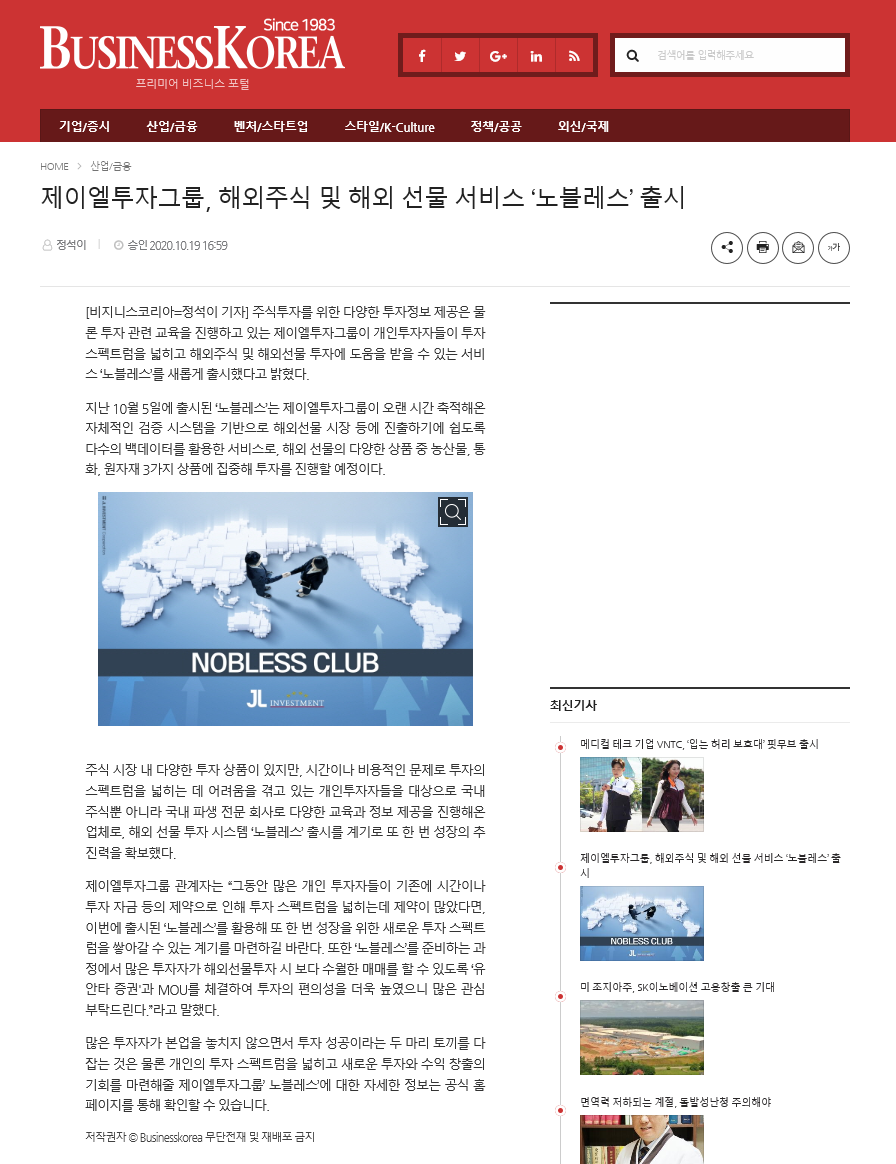 Since 1983
BUSINESSKOREA
프리미어 비즈니스 포털
검색어를 입력해주세요
기업/증시 산업/금융 벤처/스타트업 스타일/K-Culture 정책/공공 외신/국제
HOME > 산업/금융
제이엘투자그룹, 해외주식 및 해외 선물 서비스 ‘노블레스’ 출시
정석이 | 승인 2020.10.19 16:59
가가
[비지니스코리아=정석이 기자] 주식투자를 위한 다양한 투자정보 제공은 물
론 투자 관련 교육을 진행하고 있는 제이엘투자그룹이 개인투자자들이 투자
스펙트럼을 넓히고 해외주식 및 해외선물 투자에 도움을 받을 수 있는 서비
스 ‘노블레스’를 새롭게 출시했다고 밝혔다.
지난 10월 5일에 출시된 ‘노블레스’는 제이엘투자그룹이 오랜 시간 축적해온
자체적인 검증 시스템을 기반으로 해외선물 시장 등에 진출하기에 쉽도록
다수의 백데이터를 활용한 서비스로, 해외 선물의 다양한 상품 중 농산물, 통
화, 원자재 3가지 상품에 집중해 투자를 진행할 예정이다.
NOBLESS CLUB
JL INVESTMENT
주식 시장 내 다양한 투자 상품이 있지만, 시간이나 비용적인 문제로 투자의
스펙트럼을 넓히는 데 어려움을 겪고 있는 개인투자자들을 대상으로 국내
주식뿐 아니라 국내 파생 전문 회사로 다양한 교육과 정보 제공을 진행해온
업체로, 해외 선물 투자 시스템 ‘노블레스’ 출시를 계기로 또 한 번 성장의 추
진력을 확보했다.
제이엘투자그룹 관계자는 “그동안 많은 개인 투자자들이 기존에 시간이나
투자 자금 등의 제약으로 인해 투자 스펙트럼을 넓히는데 제약이 많았다면,
이번에 출시된 ‘노블레스’를 활용해 또 한 번 성장을 위한 새로운 투자 스펙트
럼을 쌓아갈 수 있는 계기를 마련하길 바란다. 또한 ‘노블레스’를 준비하는 과
정에서 많은 투자자가 해외선물투자 시 보다 수월한 매매를 할 수 있도록 ‘유
안타 증권’과 MOU를 체결하여 투자의 편의성을 더욱 높였으니 많은 관심
부탁드린다.”라고 말했다.
많은 투자자가 본업을 놓치지 않으면서 투자 성공이라는 두 마리 토끼를 다
잡는 것은 물론 개인의 투자 스펙트럼을 넓히고 새로운 투자와 수익 창출의
기회를 마련해줄 제이엘투자그룹’ 노블레스’에 대한 자세한 정보는 공식 홈
페이지를 통해 확인할 수 있습니다.
저작권자 © Businesskorea 무단전재 및 재배포 금지
최신기사
메디컬 테크 기업 VNTC, ‘입는 허리 보호대’ 핏무브 출시
제이엘투자그룹, 해외주식 및 해외 선물 서비스 ‘노블레스’ 출
시
NOBLESS CLUB
JL INVESTMENT
미 조지아주, SK이노베이션 고용창출 큰 기대
면역력 저하되는 계절, 돌발성난청 주의해야